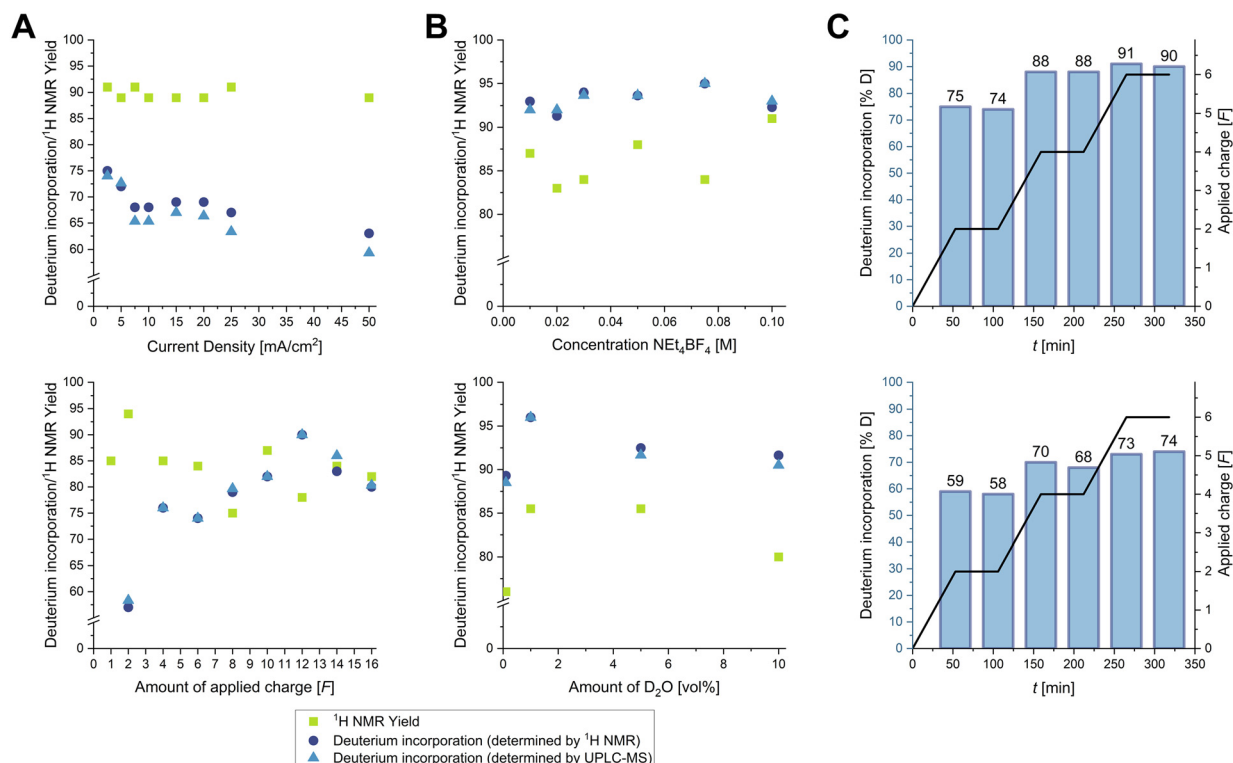 A
B
C
Deuterium incorporation/¹H NMR Yield
100
95
90
85
80
75
70
65
60
0
0 5 10 15 20 25 30 35 40 45 50
Current Density [mA/cm²]
Deuterium incorporation/¹H NMR Yield
100
95
90
85
80
0
0.00 0.02 0.04 0.06 0.08 0.10
Concentration NEt₄BF₄ [M]
Deuterium incorporation [% D]
100
90
80
70
60
50
40
30
20
10
0
75 74 88 88 91 90
6
5
4
3
2
1
0
Applied charge [F]
0 50 100 150 200 250 300 350
t [min]
Deuterium incorporation/¹H NMR Yield
100
95
90
85
80
75
70
65
60
0
0 1 2 3 4 5 6 7 8 9 10 11 12 13 14 15 16
Amount of applied charge [F]
Deuterium incorporation/¹H NMR Yield
100
95
90
85
80
0
0 2 4 6 8 10
Amount of D₂O [vol%]
Deuterium incorporation [% D]
100
90
80
70
60
50
40
30
20
10
0
59 58 70 68 73 74
6
5
4
3
2
1
0
Applied charge [F]
0 50 100 150 200 250 300 350
t [min]
¹H NMR Yield
Deuterium incorporation (determined by ¹H NMR)
Deuterium incorporation (determined by UPLC-MS)